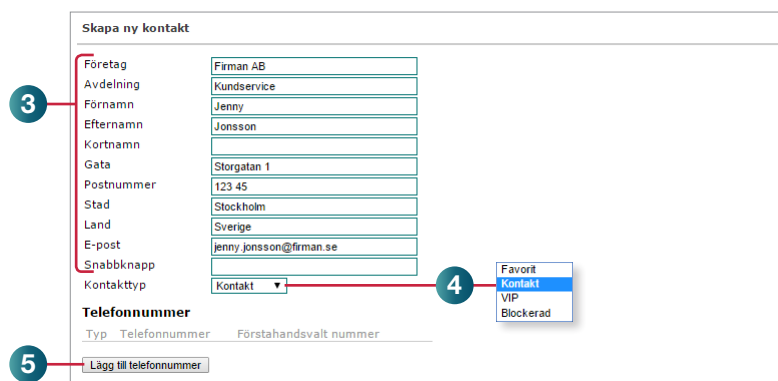 Skapa ny kontakt
Företag Firman AB
Avdelning Kundservice
3 Förnamn Jenny
Efternamn Jonsson
Kortnamn
Gata Storgatan 1
Postnummer 123 45
Stad Stockholm
Land Sverige
E-post jenny.jonsson@firman.se
Snabbknapp
Kontakttyp Kontakt ▼ 4
Favorit
Kontakt
VIP
Blockerad
Telefonnummer
Typ Telefonnummer Förstahandsvalt nummer
5 Lägg till telefonnummer